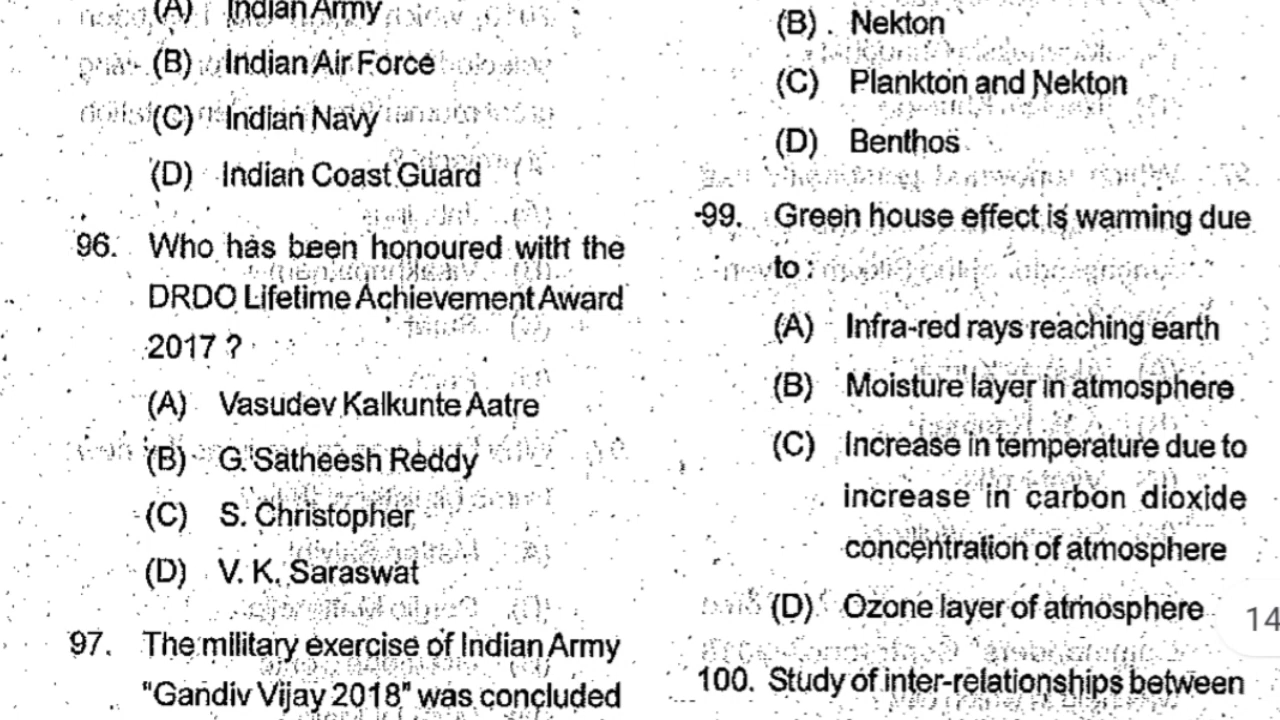 (A) Indian Army
(B) Indian Air Force
(C) Indian Navy
(D) Indian Coast Guard
96. Who has been honoured with the
DRDO Lifetime Achievement Award
2017 ?
(A) Vasudev Kalkunte Aatre
(B) G. Satheesh Reddy
(C) S. Christopher
(D) V. K. Saraswat
97. The military exercise of Indian Army
"Gandiv Vijay 2018" was concluded
(B) . Nekton
(C) Plankton and Nekton
(D) Benthos
99. Green house effect is warming due
to :
(A) Infra-red rays reaching earth
(B) Moisture layer in atmosphere
(C) Increase in temperature due to
increase in carbon dioxide
concentration of atmosphere
(D) Ozone layer of atmosphere
100. Study of inter-relationships between
14